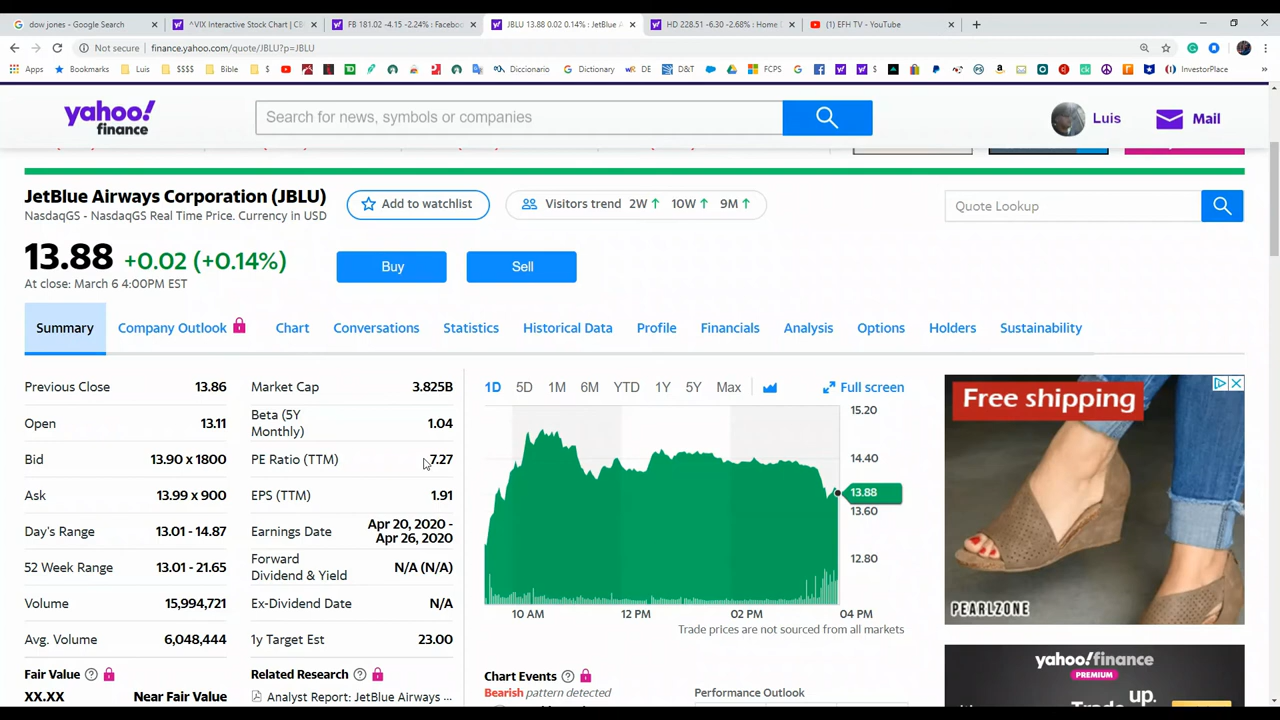 dow jones - Google Search
^VIX Interactive Stock Chart | CB
FB 181.02 -4.15 -2.24% : Faceboo
JBLU 13.88 0.02 0.14% : JetBlue A
HD 228.51 -6.30 -2.68% : Home
(1) EFH TV - YouTube
Not secure | finance.yahoo.com/quote/JBLU?p=JBLU
Apps Bookmarks Luis $$$$ Bible $ Diccionario Dictionary DE D&T FCPS $ InvestorPlace
yahoo!
finance
Search for news, symbols or companies
Luis
Mail
JetBlue Airways Corporation (JBLU)
NasdaqGS - NasdaqGS Real Time Price. Currency in USD
Add to watchlist
Visitors trend 2W↑ 10W↑ 9M↑
Quote Lookup
13.88 +0.02 (+0.14%)
At close: March 6 4:00PM EST
Buy
Sell
Summary Company Outlook Chart Conversations Statistics Historical Data Profile Financials Analysis Options Holders Sustainability
Previous Close 13.86
Open 13.11
Bid 13.90 x 1800
Ask 13.99 x 900
Day's Range 13.01 - 14.87
52 Week Range 13.01 - 21.65
Volume 15,994,721
Avg. Volume 6,048,444
Fair Value
XX.XX Near Fair Value
Market Cap 3.825B
Beta (5Y
Monthly) 1.04
PE Ratio (TTM) 7.27
EPS (TTM) 1.91
Earnings Date Apr 20, 2020 -
Apr 26, 2020
Forward
Dividend & Yield N/A (N/A)
Ex-Dividend Date N/A
1y Target Est 23.00
Related Research
Analyst Report: JetBlue Airways ...
1D 5D 1M 6M YTD 1Y 5Y Max
Full screen
15.20
14.40
13.88
13.60
12.80
10 AM 12 PM 02 PM 04 PM
Trade prices are not sourced from all markets
Chart Events
Bearish pattern detected
Performance Outlook
Free shipping
PEARLZONE
yahoo!finance
PREMIUM
up.